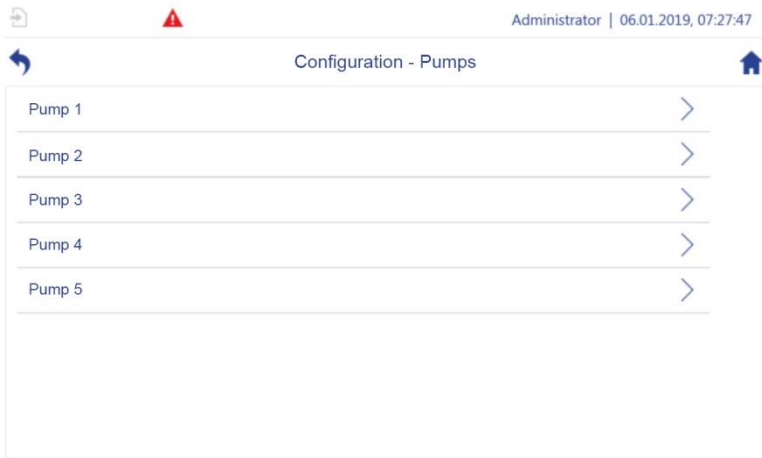 Administrator | 06.01.2019, 07:27:47
Configuration - Pumps
Pump 1
Pump 2
Pump 3
Pump 4
Pump 5